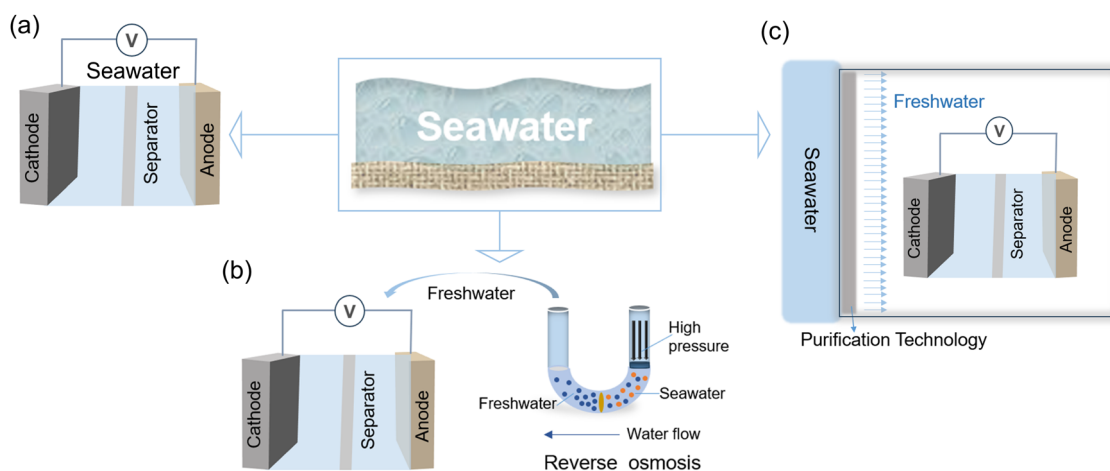 (a)
V
Seawater
Cathode
Separator
Anode
Seawater
(c)
Seawater
Freshwater
V
Cathode
Separator
Anode
Purification Technology
(b)
V
Freshwater
Cathode
Separator
Anode
High
pressure
Freshwater
Seawater
Water flow
Reverse osmosis